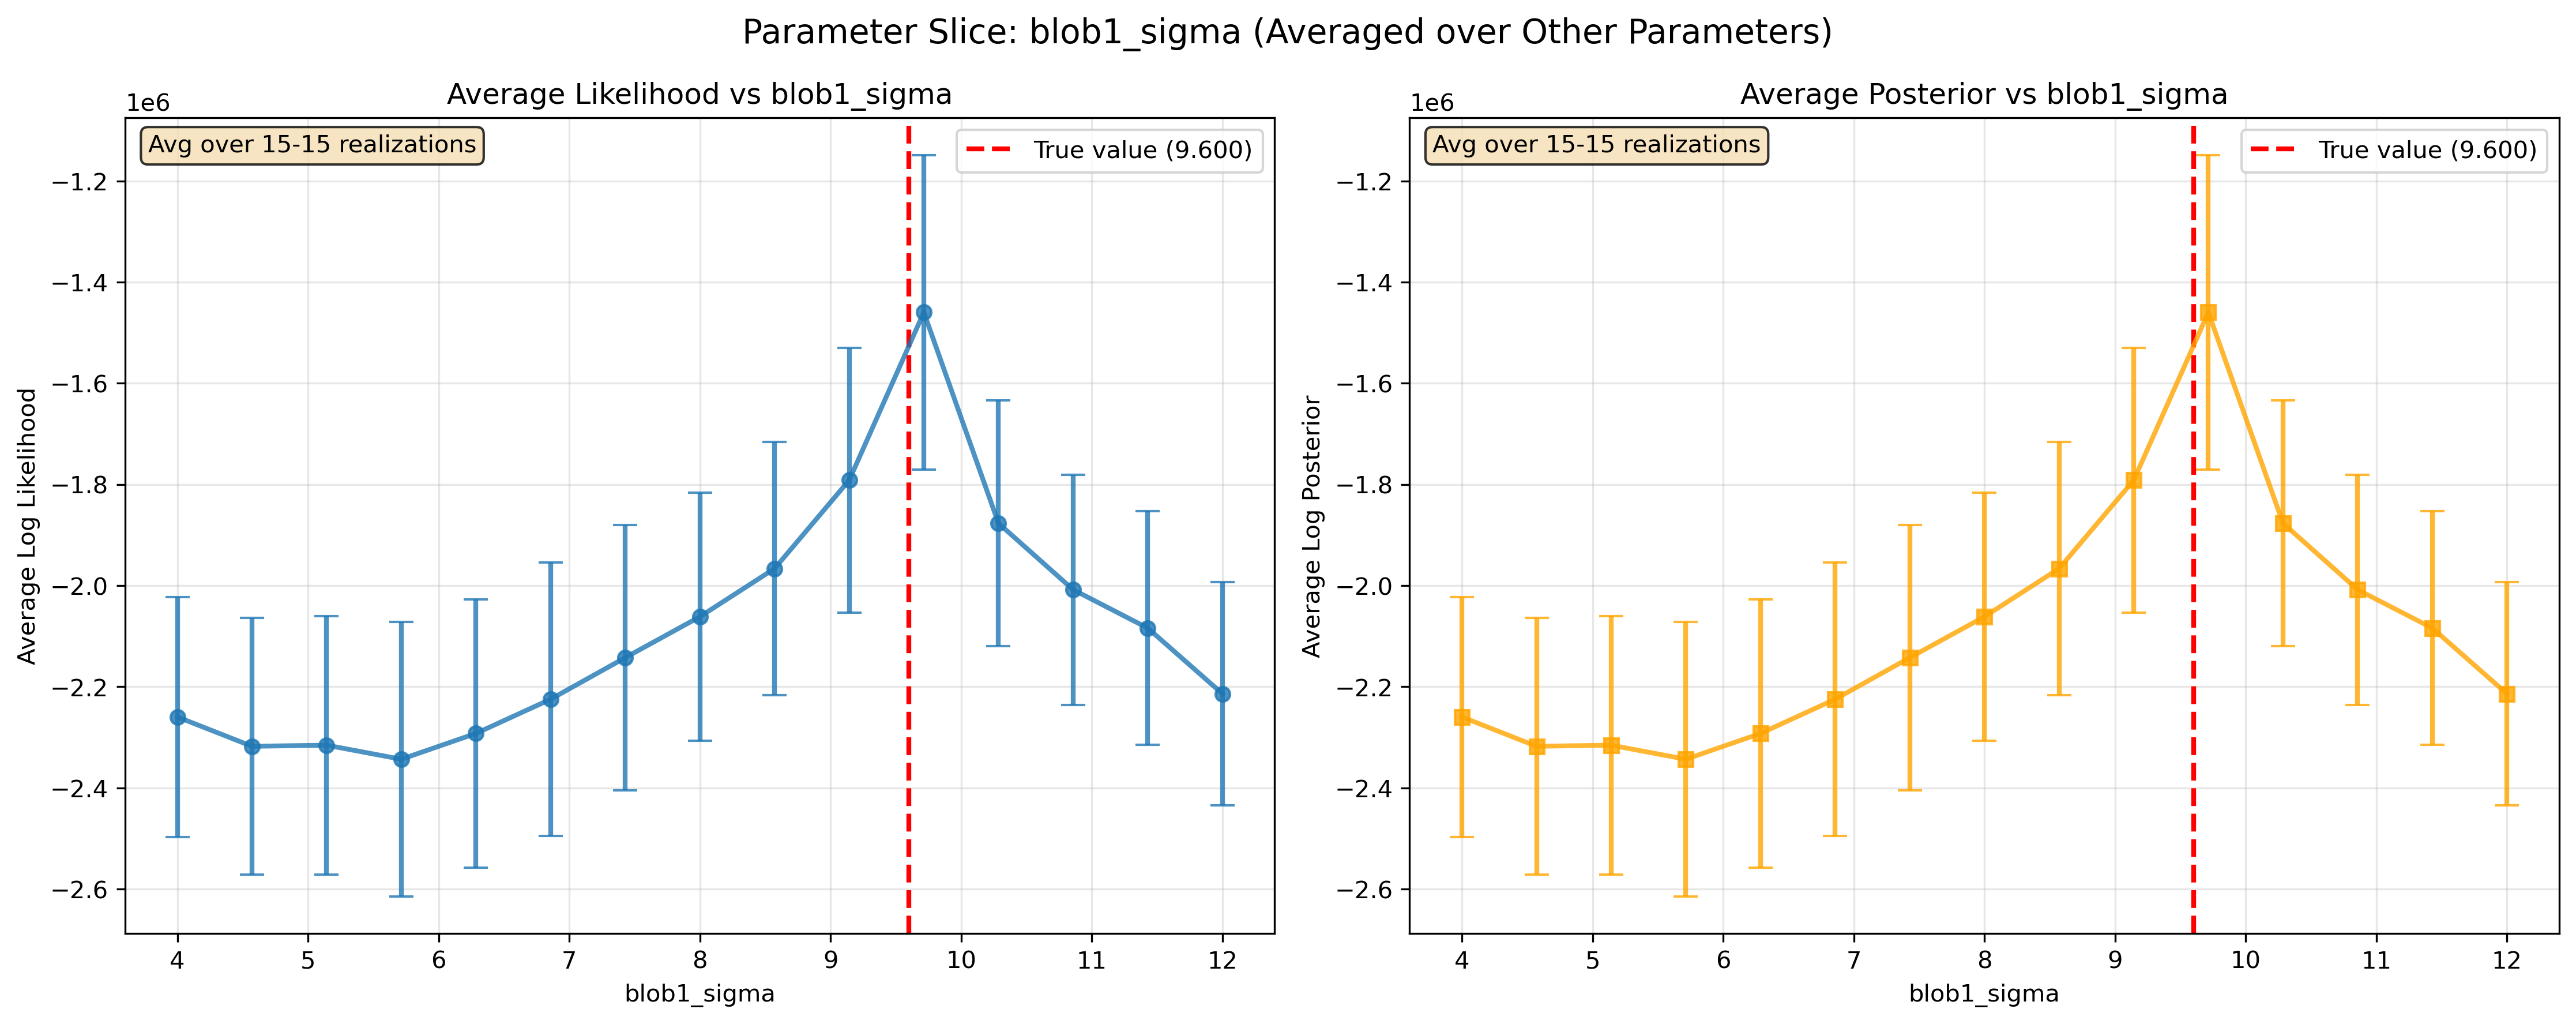 Parameter Slice: blob1_sigma (Averaged over Other Parameters)
Average Likelihood vs blob1_sigma
1e6
Avg over 15-15 realizations
True value (9.600)
−1.2
−1.4
−1.6
−1.8
−2.0
−2.2
−2.4
−2.6
Average Log Likelihood
4 5 6 7 8 9 10 11 12
blob1_sigma
Average Posterior vs blob1_sigma
1e6
Avg over 15-15 realizations
True value (9.600)
−1.2
−1.4
−1.6
−1.8
−2.0
−2.2
−2.4
−2.6
Average Log Posterior
4 5 6 7 8 9 10 11 12
blob1_sigma